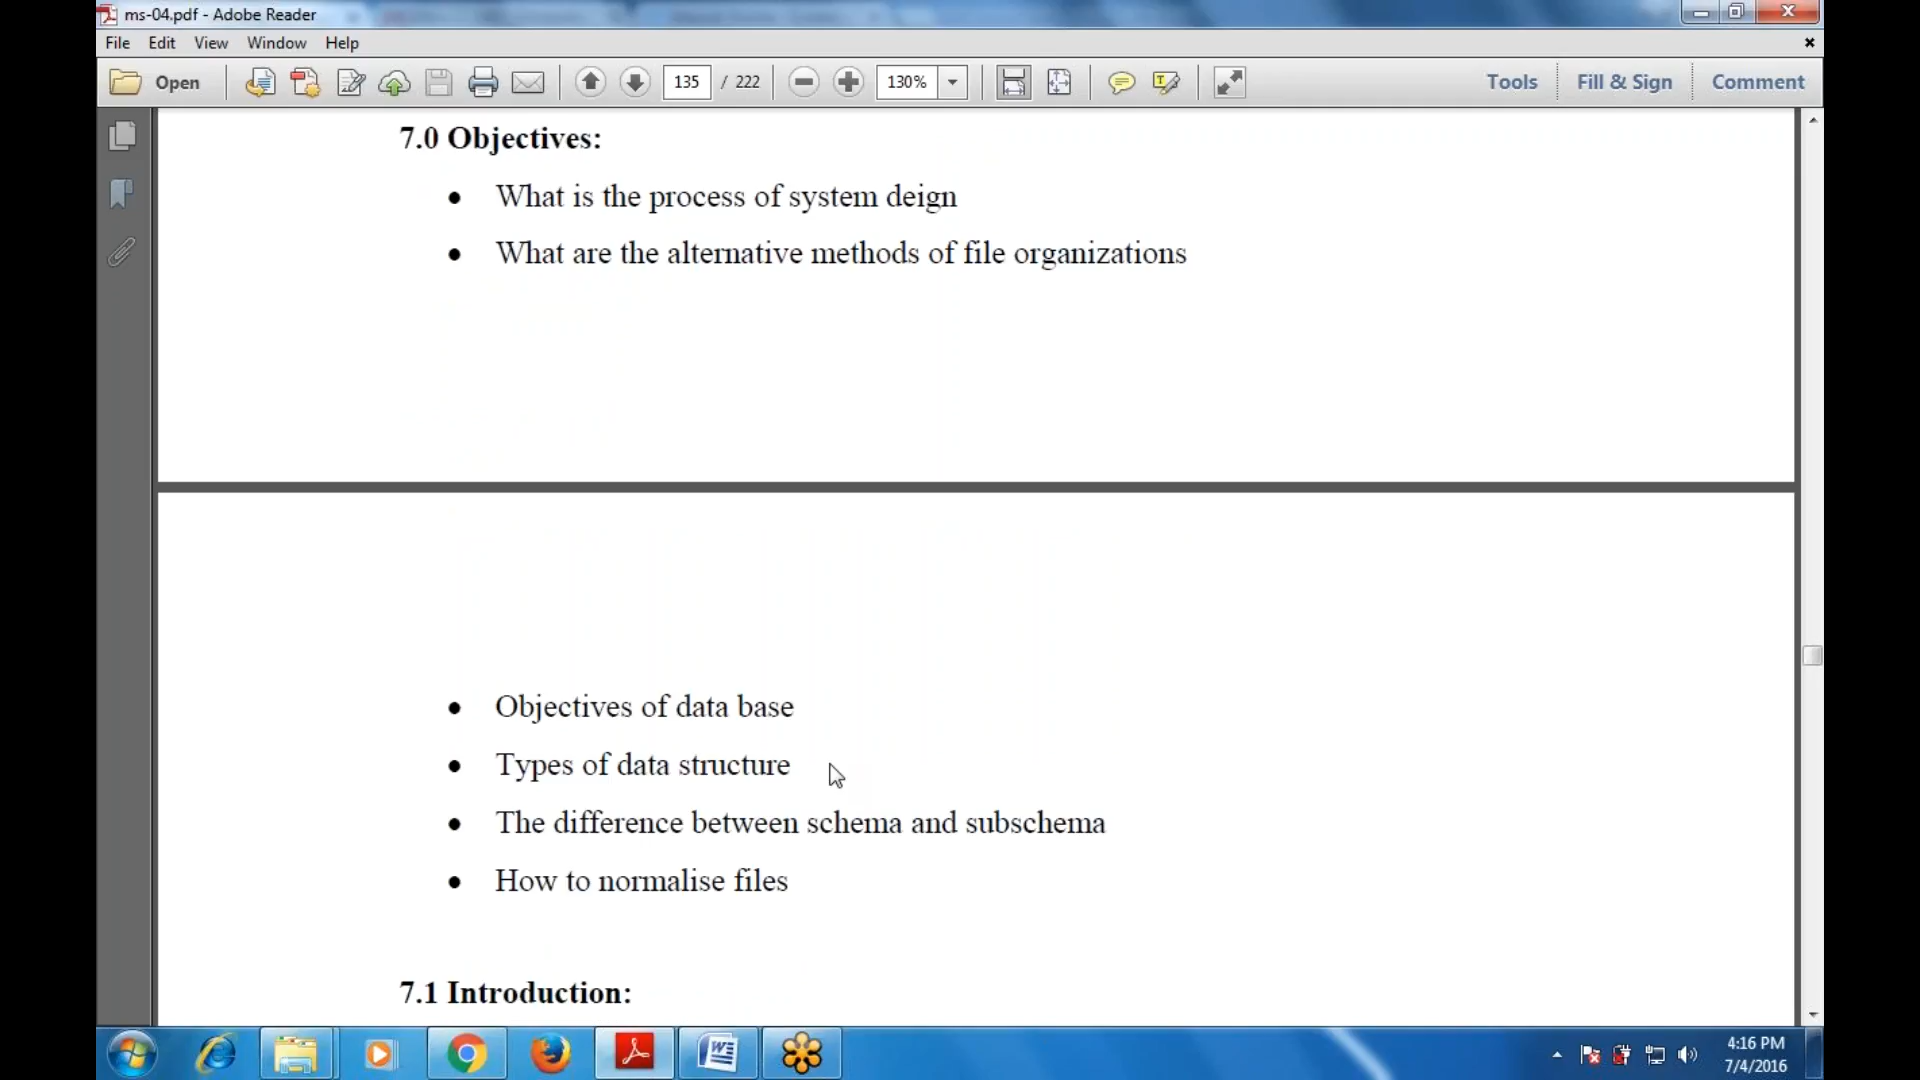 ms-04.pdf - Adobe Reader
File Edit View Window Help
Open 135 / 222 130% Tools Fill & Sign Comment
7.0 Objectives:
• What is the process of system deign
• What are the alternative methods of file organizations
• Objectives of data base
• Types of data structure
• The difference between schema and subschema
• How to normalise files
7.1 Introduction:
4:16 PM
7/4/2016